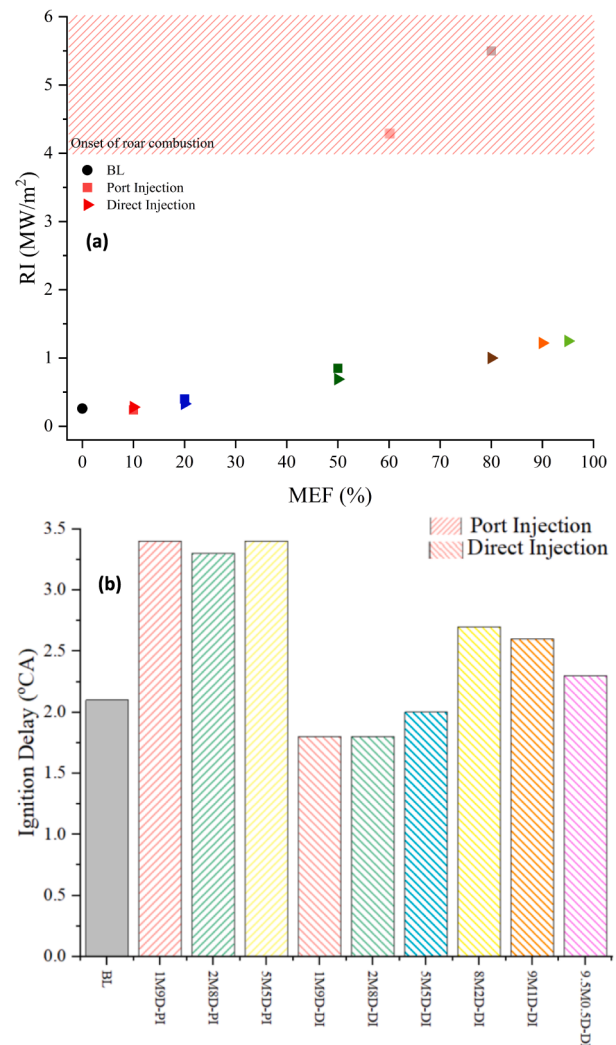 6
5
4
3
2
1
0
RI (MW/m²)
Onset of roar combustion
BL
Port Injection
Direct Injection
(a)
0 10 20 30 40 50 60 70 80 90 100
MEF (%)
Port Injection
Direct Injection
(b)
3.5
3.0
2.5
2.0
1.5
1.0
0.5
0.0
Ignition Delay (°CA)
BL
1M9D-PI
2M8D-PI
5M5D-PI
1M9D-DI
2M8D-DI
5M5D-DI
8M2D-DI
9M1D-DI
9.5M0.5D-DI